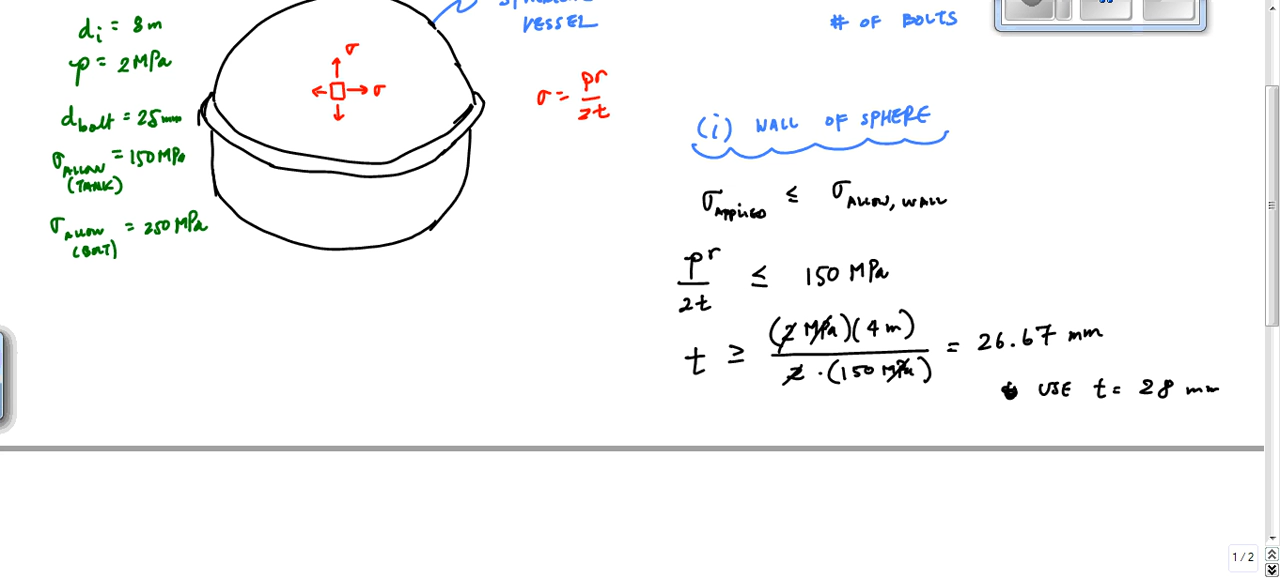 d_i = 8m
p = 2 MPa
d_bolt = 25 mm
σ_ALLOW = 150 MPa
(TANK)
σ_ALLOW = 250 MPa
(BOLT)
σ
σ
VESSEL
σ = pr/2t
# OF BOLTS
(i) WALL OF SPHERE
σ_APPLIED ≤ σ_ALLOW, WALL
pr/2t ≤ 150 MPa
t ≥ (2 MPa)(4 m)/2 · (150 MPa) = 26.67 mm
USE t = 28 mm
1 / 2